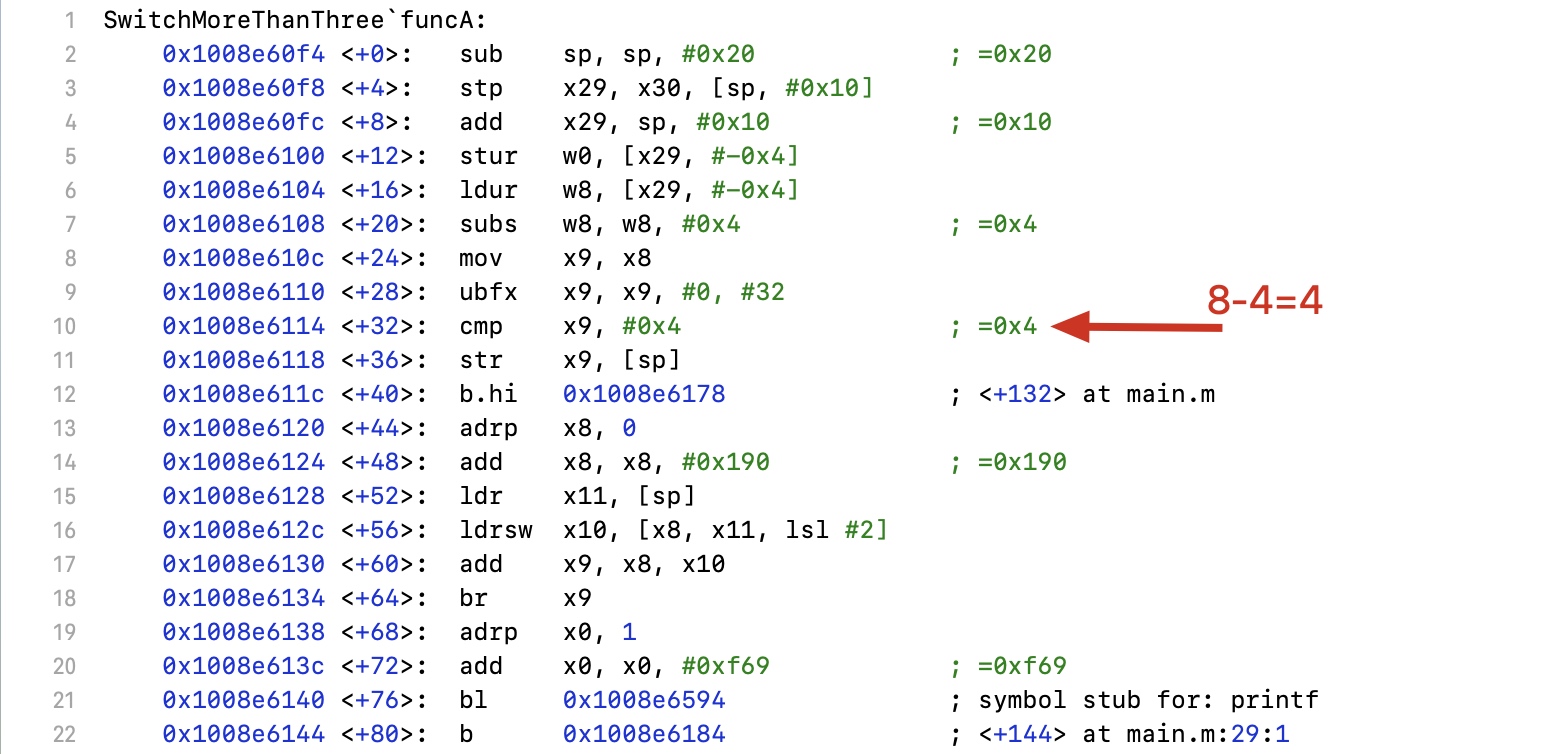 1 SwitchMoreThanThree`funcA:
2 0x1008e60f4 <+0>: sub sp, sp, #0x20 ; =0x20
3 0x1008e60f8 <+4>: stp x29, x30, [sp, #0x10]
4 0x1008e60fc <+8>: add x29, sp, #0x10 ; =0x10
5 0x1008e6100 <+12>: stur w0, [x29, #-0x4]
6 0x1008e6104 <+16>: ldur w8, [x29, #-0x4]
7 0x1008e6108 <+20>: subs w8, w8, #0x4 ; =0x4
8 0x1008e610c <+24>: mov x9, x8
9 0x1008e6110 <+28>: ubfx x9, x9, #0, #32
8-4=4
10 0x1008e6114 <+32>: cmp x9, #0x4 ; =0x4
11 0x1008e6118 <+36>: str x9, [sp]
12 0x1008e611c <+40>: b.hi 0x1008e6178 ; <+132> at main.m
13 0x1008e6120 <+44>: adrp x8, 0
14 0x1008e6124 <+48>: add x8, x8, #0x190 ; =0x190
15 0x1008e6128 <+52>: ldr x11, [sp]
16 0x1008e612c <+56>: ldrsw x10, [x8, x11, lsl #2]
17 0x1008e6130 <+60>: add x9, x8, x10
18 0x1008e6134 <+64>: br x9
19 0x1008e6138 <+68>: adrp x0, 1
20 0x1008e613c <+72>: add x0, x0, #0xf69 ; =0xf69
21 0x1008e6140 <+76>: bl 0x1008e6594 ; symbol stub for: printf
22 0x1008e6144 <+80>: b 0x1008e6184 ; <+144> at main.m:29:1